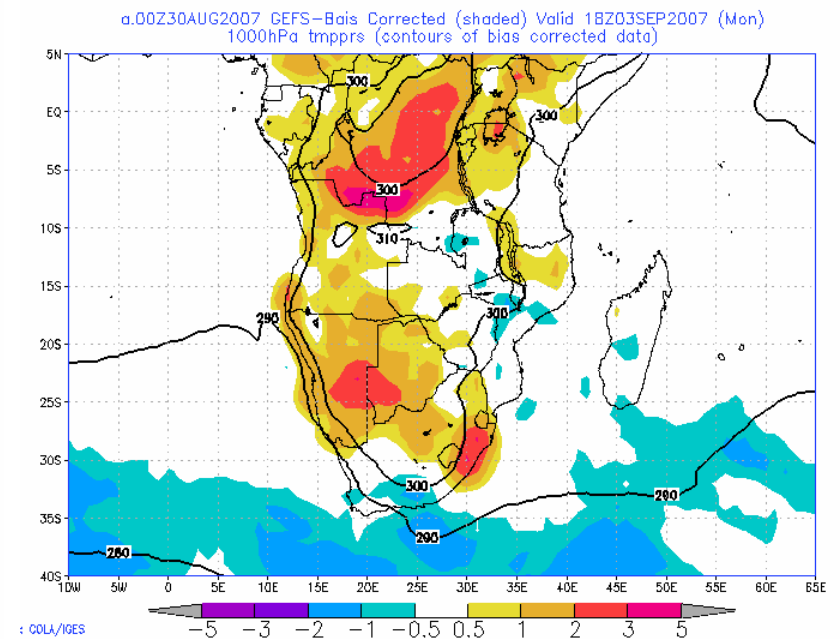 a.00Z30AUG2007 GEFS-Bais Corrected (shaded) Valid 18Z03SEP2007 (Mon)
1000hPa tmpprs (contours of bias corrected data)
5N
300
EQ
300
5S
300
10S
310
15S
290
300
20S
25S
30S
300
290
35S
290
280
40S
10W 5W 0 5E 10E 15E 20E 25E 30E 35E 40E 45E 50E 55E 60E 65E
: COLA/IGES
-5 -3 -2 -1 -0.5 0.5 1 2 3 5